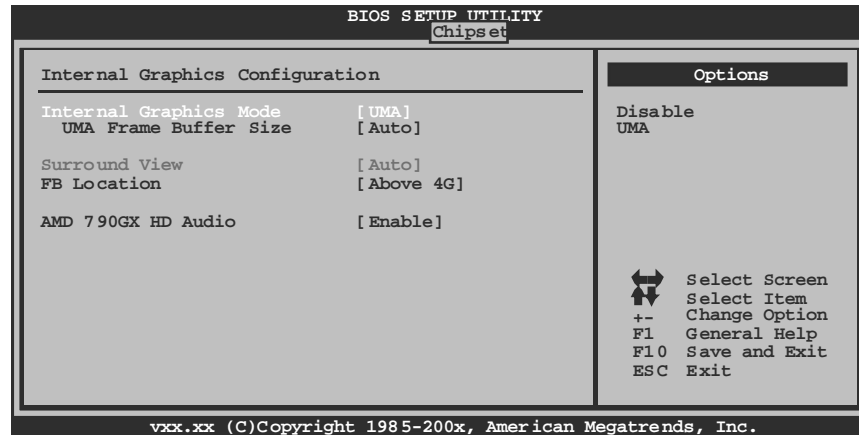 BIOS SETUP UTILITY
Chipset
Internal Graphics Configuration
Internal Graphics Mode [UMA]
UMA Frame Buffer Size [Auto]
Surround View [Auto]
FB Location [Above 4G]
AMD 790GX HD Audio [Enable]
Options
Disable
UMA
Select Screen
Select Item
+- Change Option
F1 General Help
F10 Save and Exit
ESC Exit
vxx.xx (C)Copyright 1985-200x, American Megatrends, Inc.